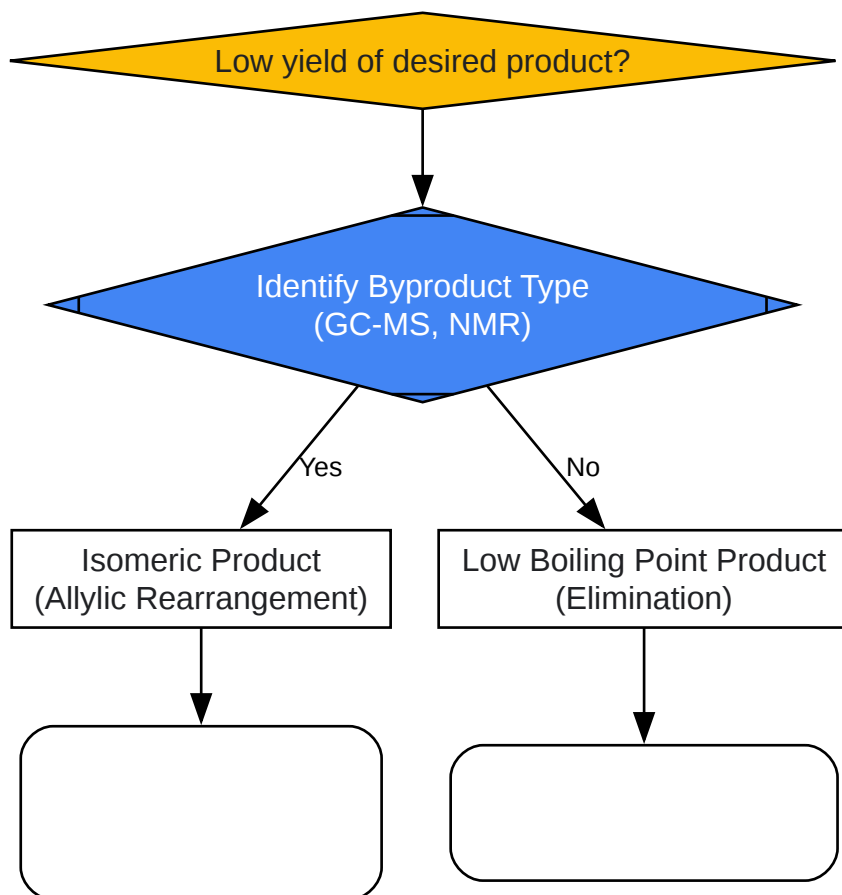 Low yield of desired product?
Identify Byproduct Type
(GC-MS, NMR)
Yes
No
Isomeric Product
(Allylic Rearrangement)
Low Boiling Point Product
(Elimination)